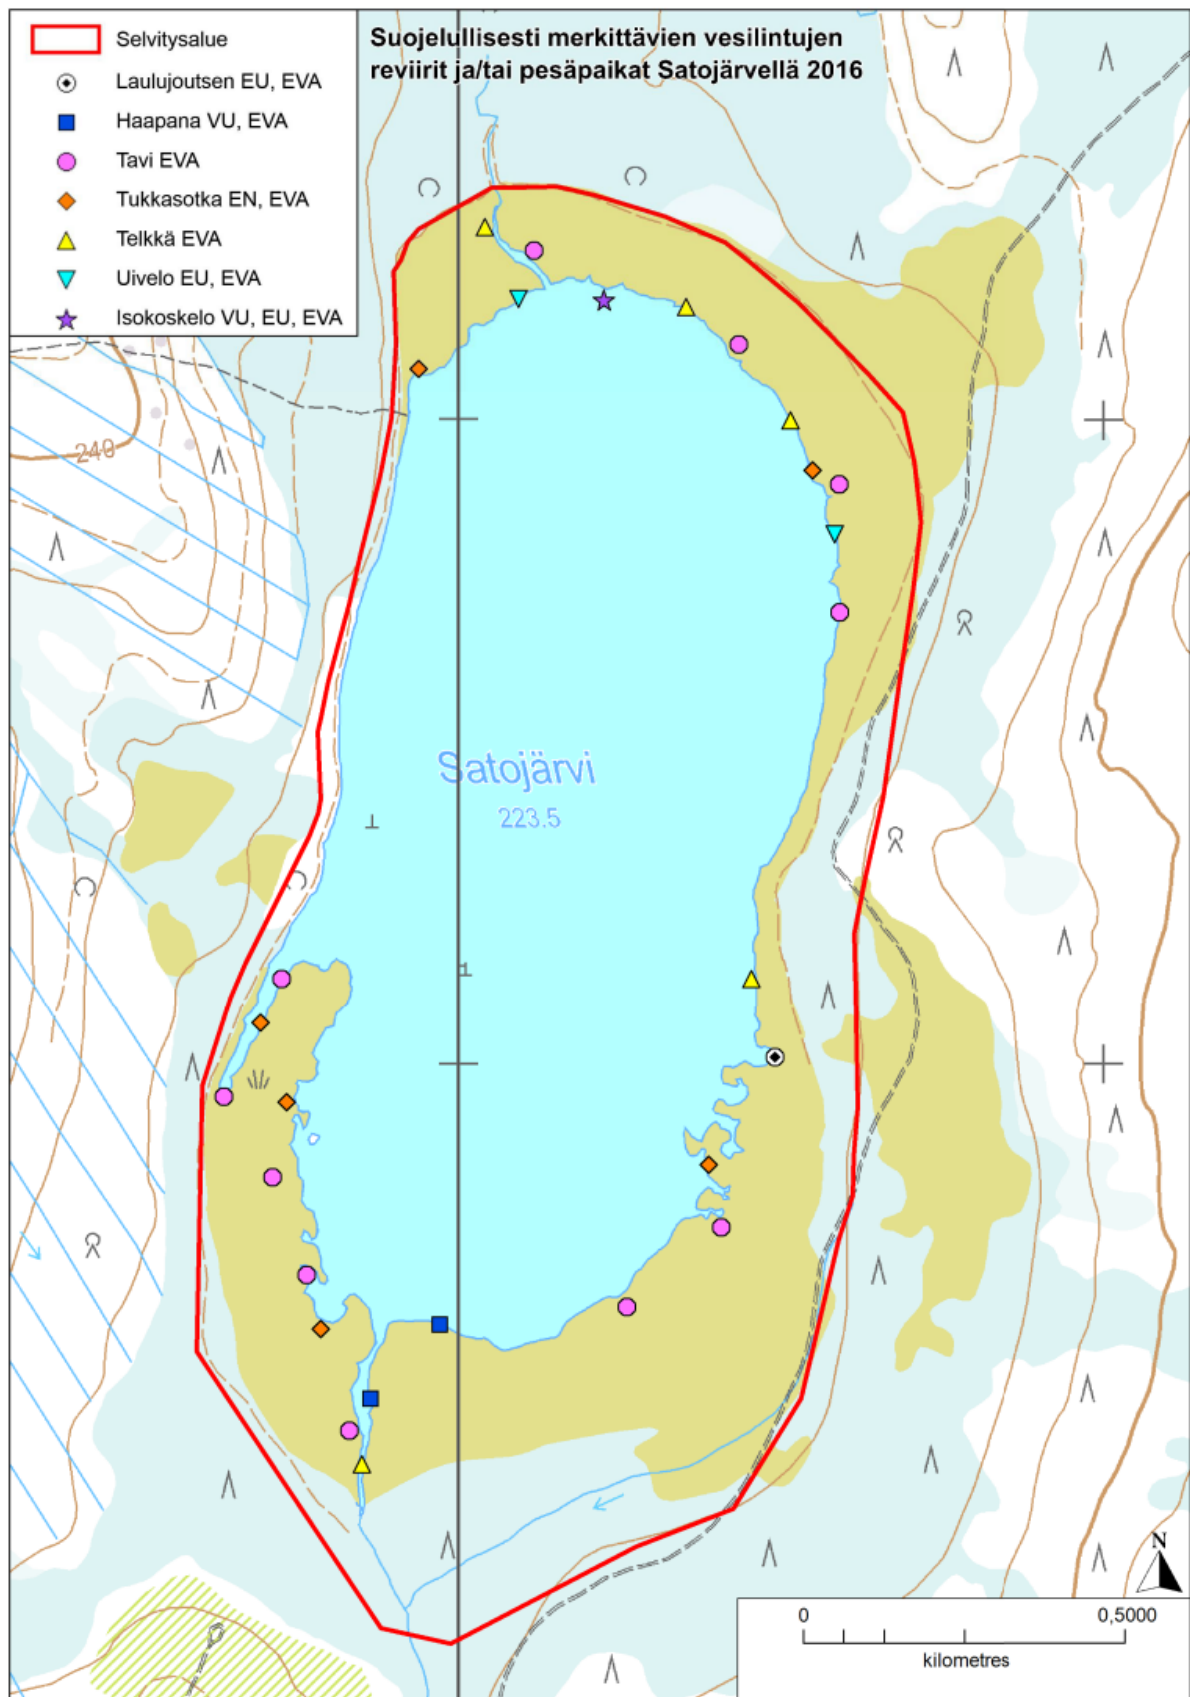 Suojelullisesti merkittävien vesilintujen
reviirit ja/tai pesäpaikat Satojärvellä 2016
Selvitysalue
Laulujoutsen EU, EVA
Haapana VU, EVA
Tavi EVA
Tukkasotka EN, EVA
Telkkä EVA
Uivelo EU, EVA
Isokoskelo VU, EU, EVA
240
Satojärvi
223.5
N
0 0,5000
kilometres